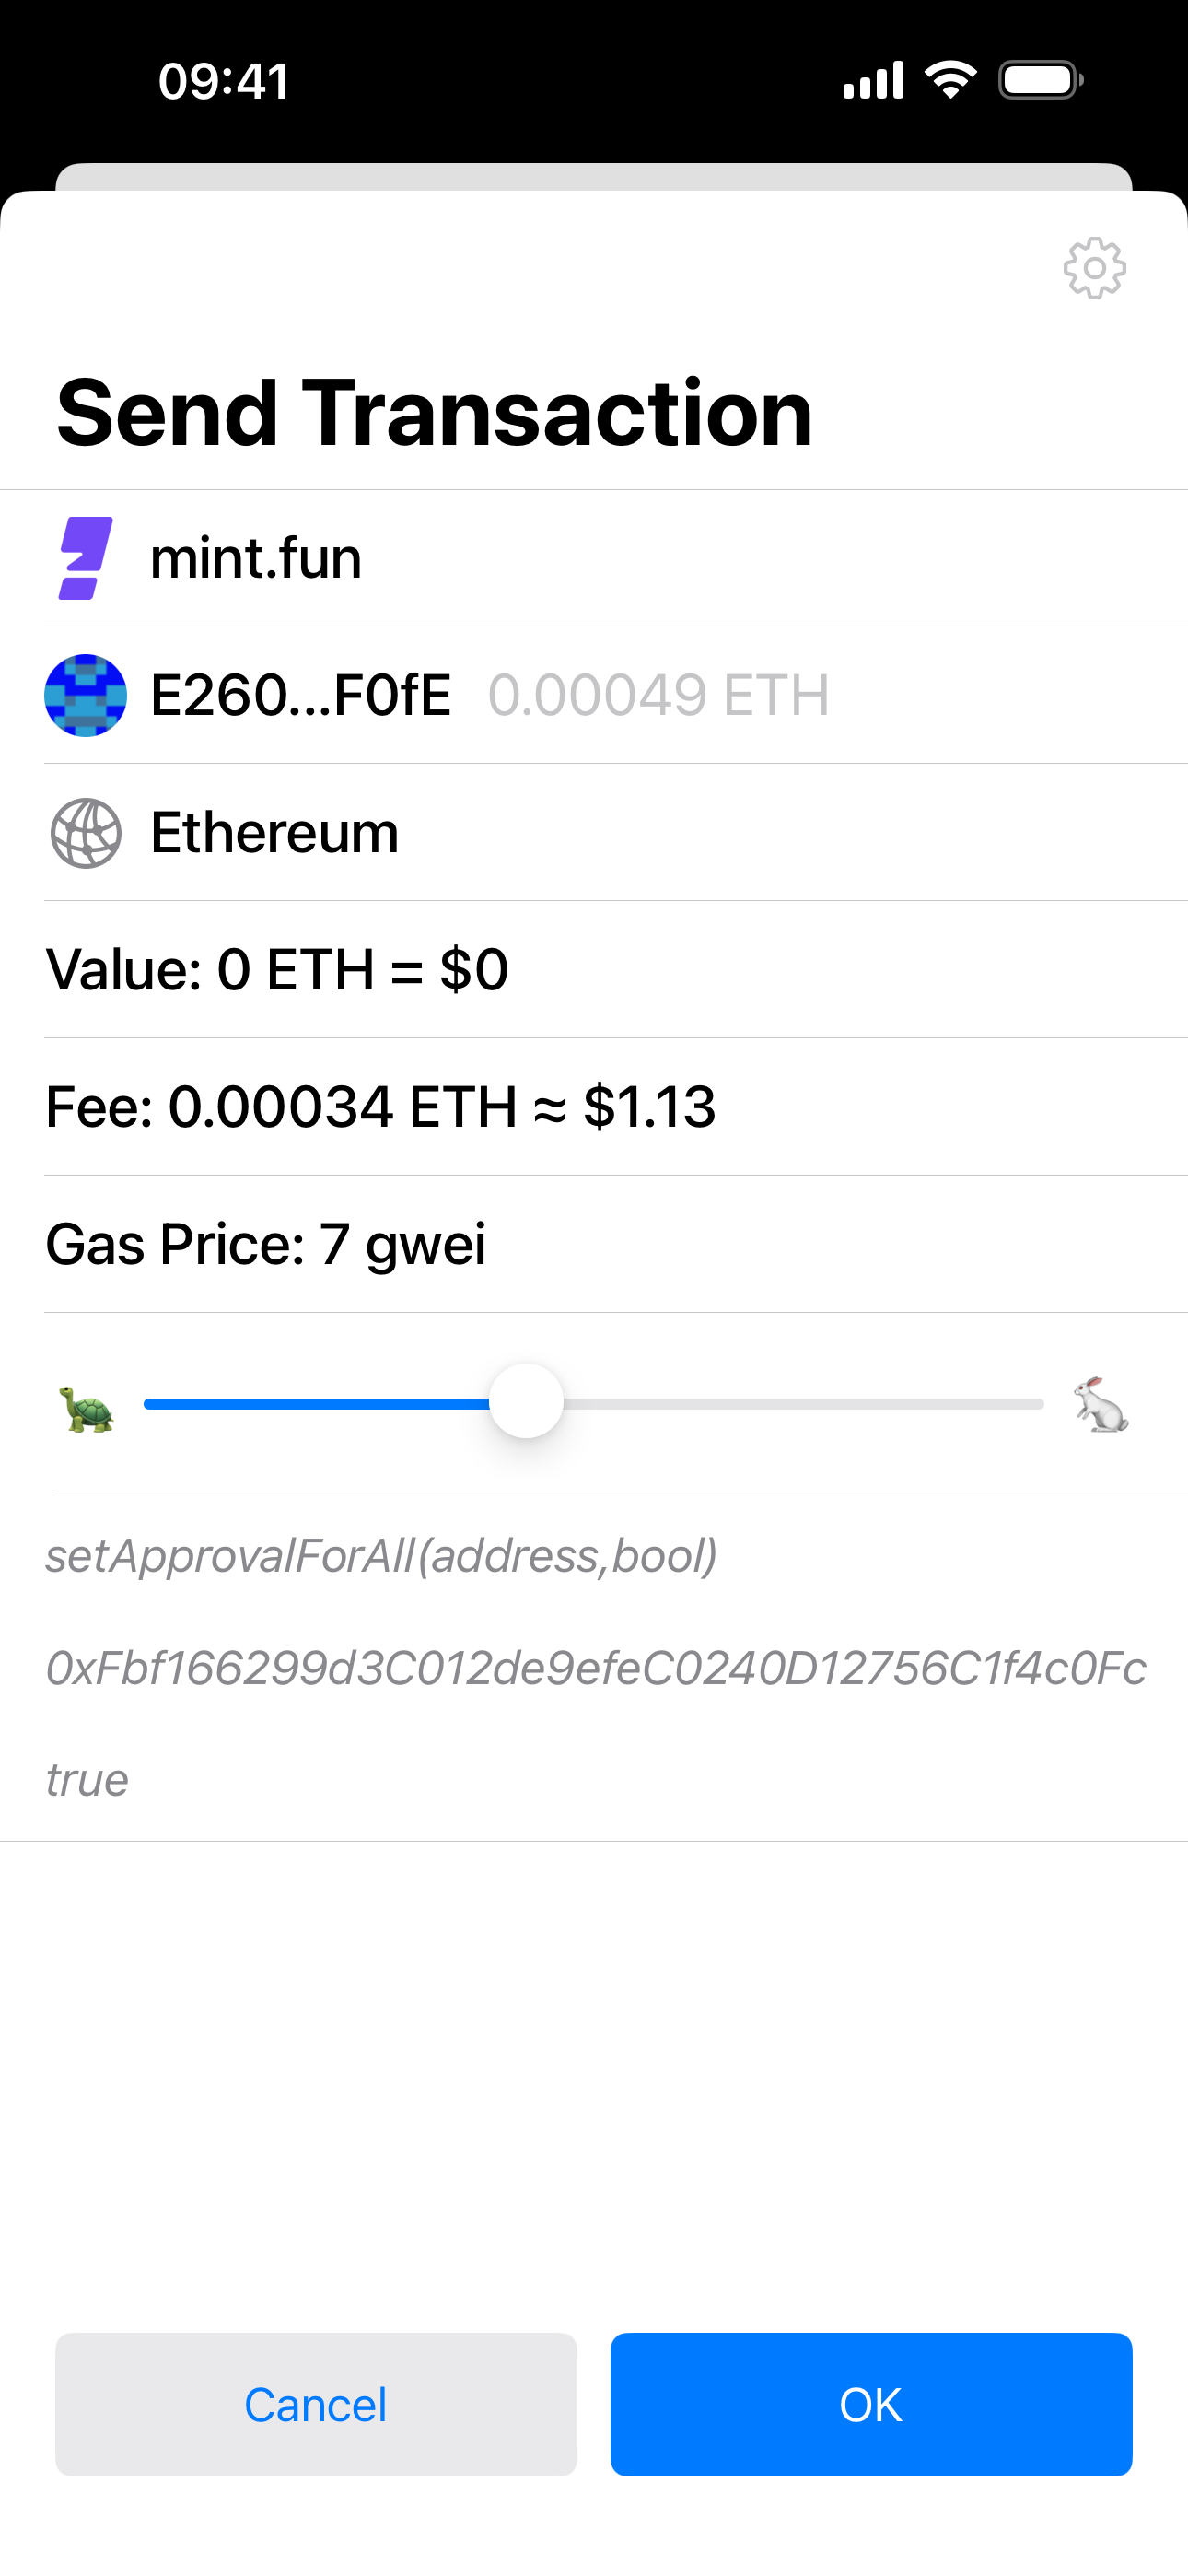 09:41
Send Transaction
mint.fun
E260...F0fE 0.00049 ETH
Ethereum
Value: 0 ETH = $0
Fee: 0.00034 ETH ≈ $1.13
Gas Price: 7 gwei
setApprovalForAll(address,bool)
0xFbf166299d3C012de9efeC0240D12756C1f4c0Fc
true
Cancel OK